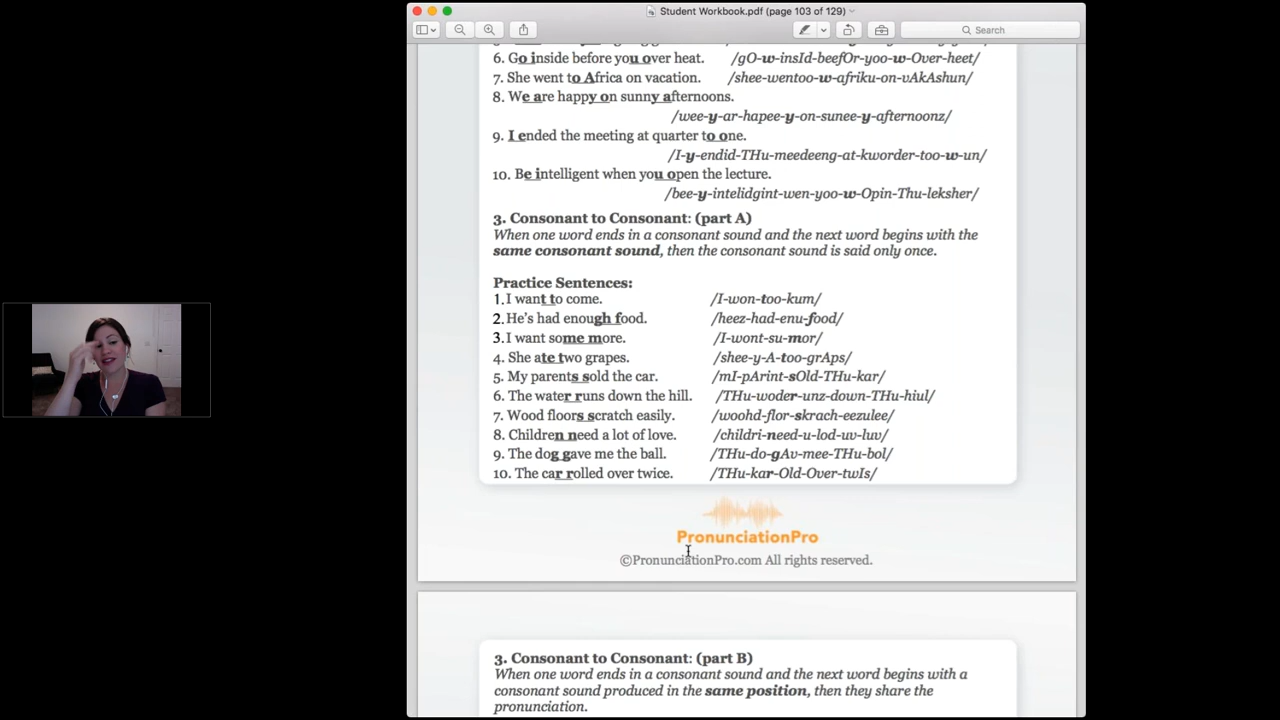 Student Workbook.pdf (page 103 of 129)
Search
6. Go inside before you over heat. /gO-w-insId-beefOr-yoo-w-Over-heet/
7. She went to Africa on vacation. /shee-wentoo-w-afriku-on-vAkAshun/
8. We are happy on sunny afternoons.
/wee-y-ar-hapee-y-on-sunee-y-afternoonz/
9. I ended the meeting at quarter to one.
/I-y-endid-THu-meedeeng-at-kworder-too-w-un/
10. Be intelligent when you open the lecture.
/bee-y-intelidgint-wen-yoo-w-Opin-Thu-leksher/
3. Consonant to Consonant: (part A)
When one word ends in a consonant sound and the next word begins with the
same consonant sound, then the consonant sound is said only once.
Practice Sentences:
1. I want to come. /I-won-too-kum/
2. He's had enough food. /heez-had-enu-food/
3. I want some more. /I-wont-su-mor/
4. She ate two grapes. /shee-y-A-too-grAps/
5. My parents sold the car. /mI-pArint-sOld-THu-kar/
6. The water runs down the hill. /THu-woder-unz-down-THu-hiul/
7. Wood floors scratch easily. /woohd-flor-skrach-eezulee/
8. Children need a lot of love. /childri-need-u-lod-uv-luv/
9. The dog gave me the ball. /THu-do-gAv-mee-THu-bol/
10. The car rolled over twice. /THu-kar-Old-Over-twIs/
PronunciationPro
©PronunciationPro.com All rights reserved.
3. Consonant to Consonant: (part B)
When one word ends in a consonant sound and the next word begins with a
consonant sound produced in the same position, then they share the
pronunciation.